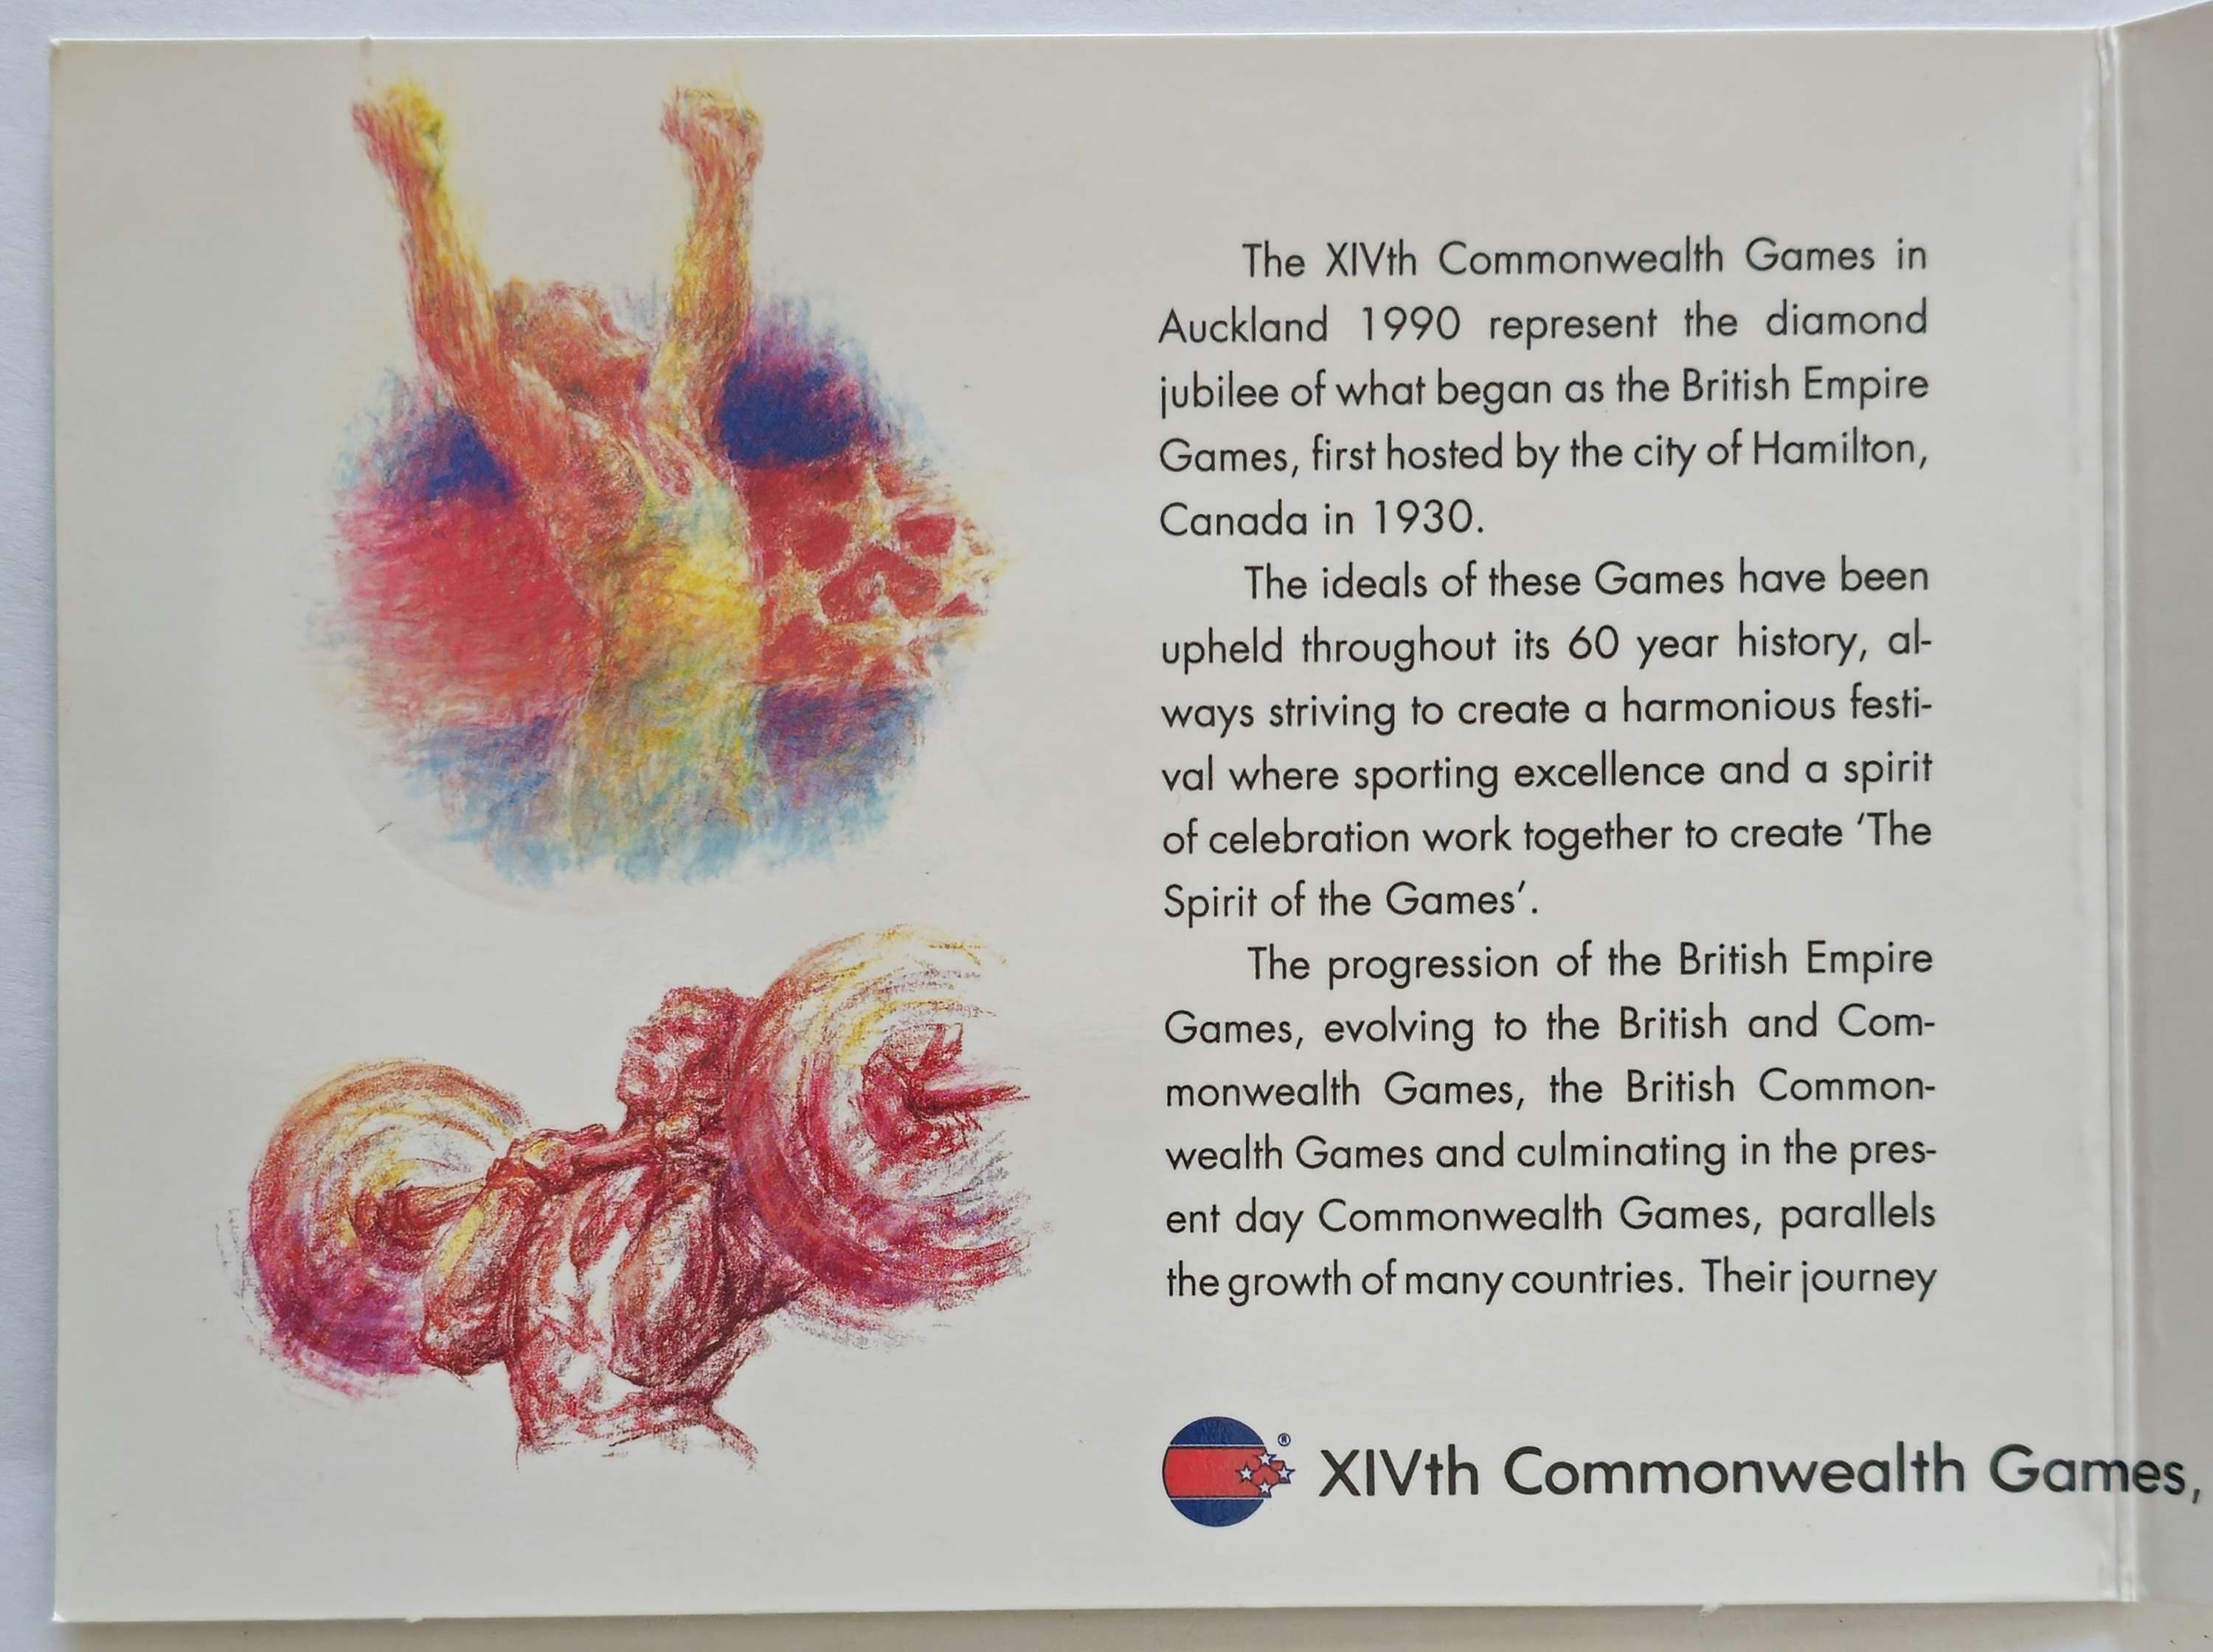 The XIVth Commonwealth Games in
Auckland 1990 represent the diamond
jubilee of what began as the British Empire
Games, first hosted by the city of Hamilton,
Canada in 1930.
The ideals of these Games have been
upheld throughout its 60 year history, al-
ways striving to create a harmonious festi-
val where sporting excellence and a spirit
of celebration work together to create ‘The
Spirit of the Games’.
The progression of the British Empire
Games, evolving to the British and Com-
monwealth Games, the British Common-
wealth Games and culminating in the pres-
ent day Commonwealth Games, parallels
the growth of many countries. Their journey
® XIVth Commonwealth Games,